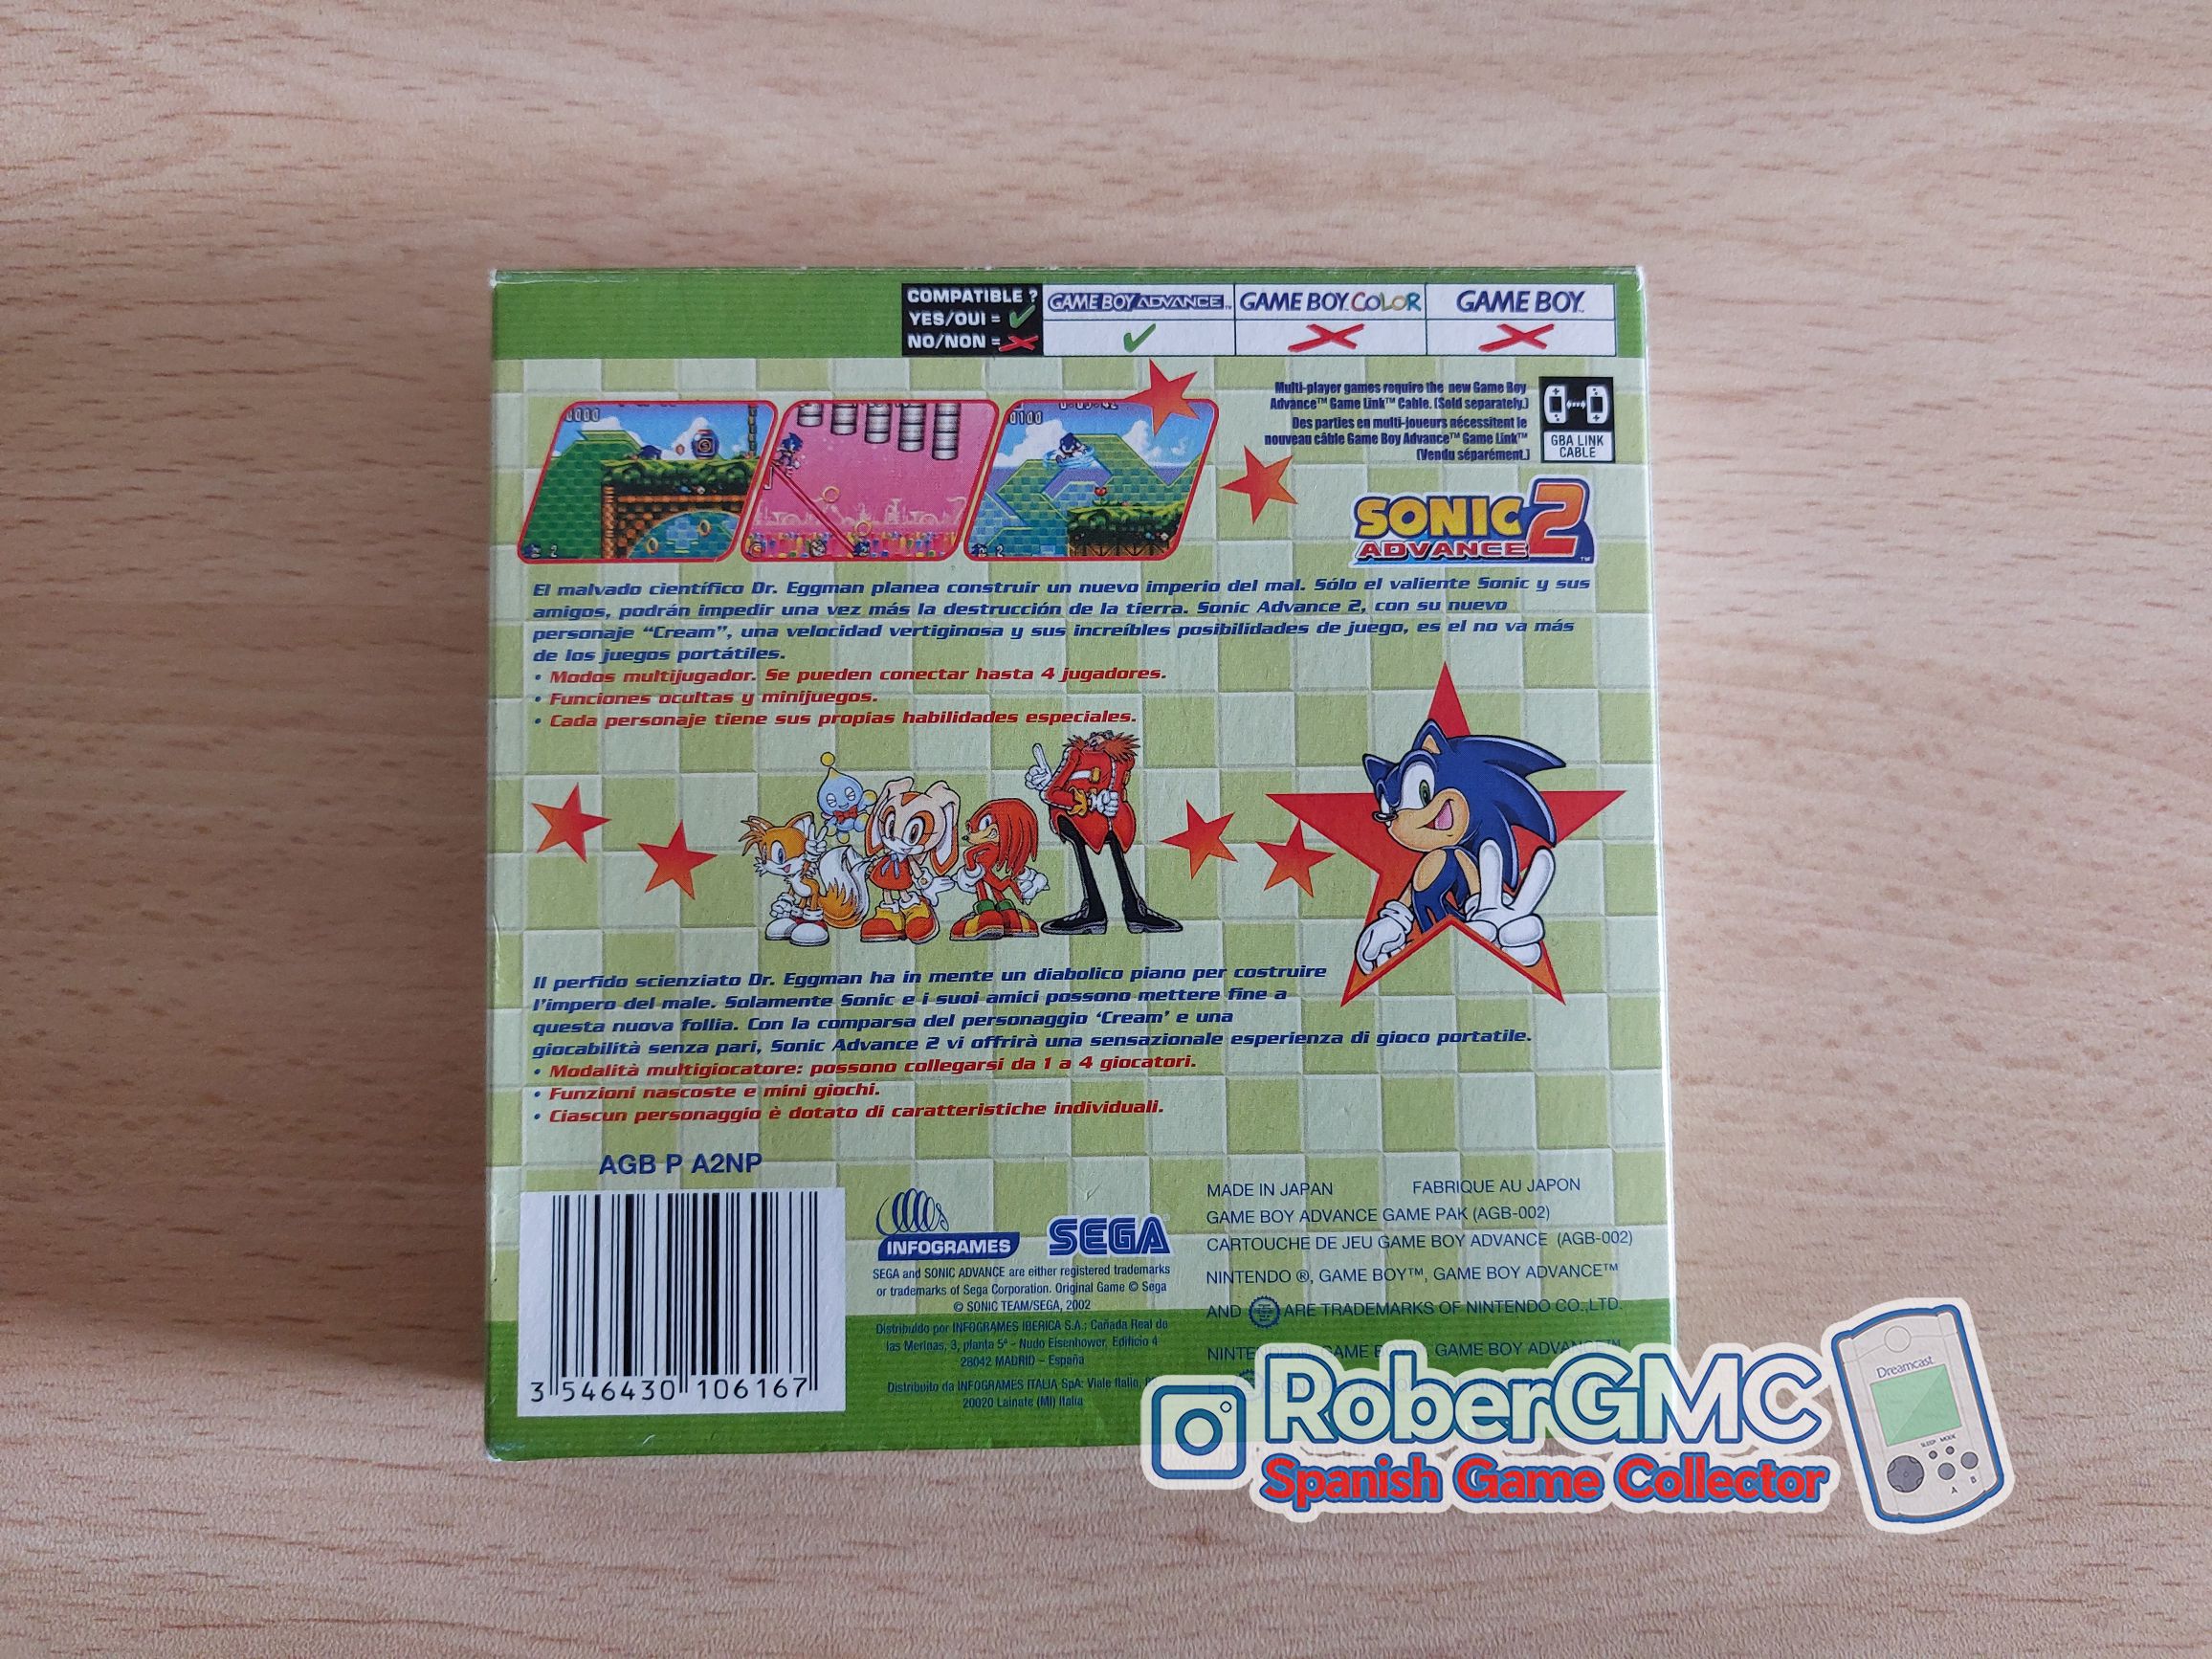 COMPATIBLE ?
YES/OUI =
NO/NON =
GAME BOY ADVANCE™
GAME BOY COLOR
GAME BOY™
Multi-player games require the new Game Boy
Advance™ Game Link™ Cable. (Sold separately.)
Des parties en multi-joueurs nécessitent le
nouveau câble Game Boy Advance™ Game Link™
(Vendu séparément.)
GBA LINK
CABLE
0000
0100
2
2
SONIC
ADVANCE 2™
El malvado científico Dr. Eggman planea construir un nuevo imperio del mal. Sólo el valiente Sonic y sus
amigos, podrán impedir una vez más la destrucción de la tierra. Sonic Advance 2, con su nuevo
personaje “Cream”, una velocidad vertiginosa y sus increíbles posibilidades de juego, es el no va más
de los juegos portátiles.
• Modos multijugador. Se pueden conectar hasta 4 jugadores.
• Funciones ocultas y minijuegos.
• Cada personaje tiene sus propias habilidades especiales.
Il perfido scienziato Dr. Eggman ha in mente un diabolico piano per costruire
l'impero del male. Solamente Sonic e i suoi amici possono mettere fine a
questa nuova follia. Con la comparsa del personaggio ‘Cream’ e una
giocabilità senza pari, Sonic Advance 2 vi offrirà una sensazionale esperienza di gioco portatile.
• Modalità multigiocatore: possono collegarsi da 1 a 4 giocatori.
• Funzioni nascoste e mini giochi.
• Ciascun personaggio è dotato di caratteristiche individuali.
AGB P A2NP
3 546430 106167
INFOGRAMES
SEGA
SEGA and SONIC ADVANCE are either registered trademarks
or trademarks of Sega Corporation. Original Game © Sega
© SONIC TEAM/SEGA, 2002
Distribuido por INFOGRAMES IBERICA S.A.; Cañada Real de
las Merinas, 3, planta 5ª - Nudo Eisenhower, Edificio 4
28042 MADRID – España
Distribuito da INFOGRAMES ITALIA SpA: Viale Italia,
20020 Lainate (MI) Italia
MADE IN JAPAN FABRIQUE AU JAPON
GAME BOY ADVANCE GAME PAK (AGB-002)
CARTOUCHE DE JEU GAME BOY ADVANCE (AGB-002)
NINTENDO ®, GAME BOY™, GAME BOY ADVANCE™
AND ARE TRADEMARKS OF NINTENDO CO.,LTD.
NINTENDO ®, GAME BOY™, GAME BOY ADVANCE™
RoberGMC
Spanish Game Collector
Dreamcast
SLEEP MODE
A
B